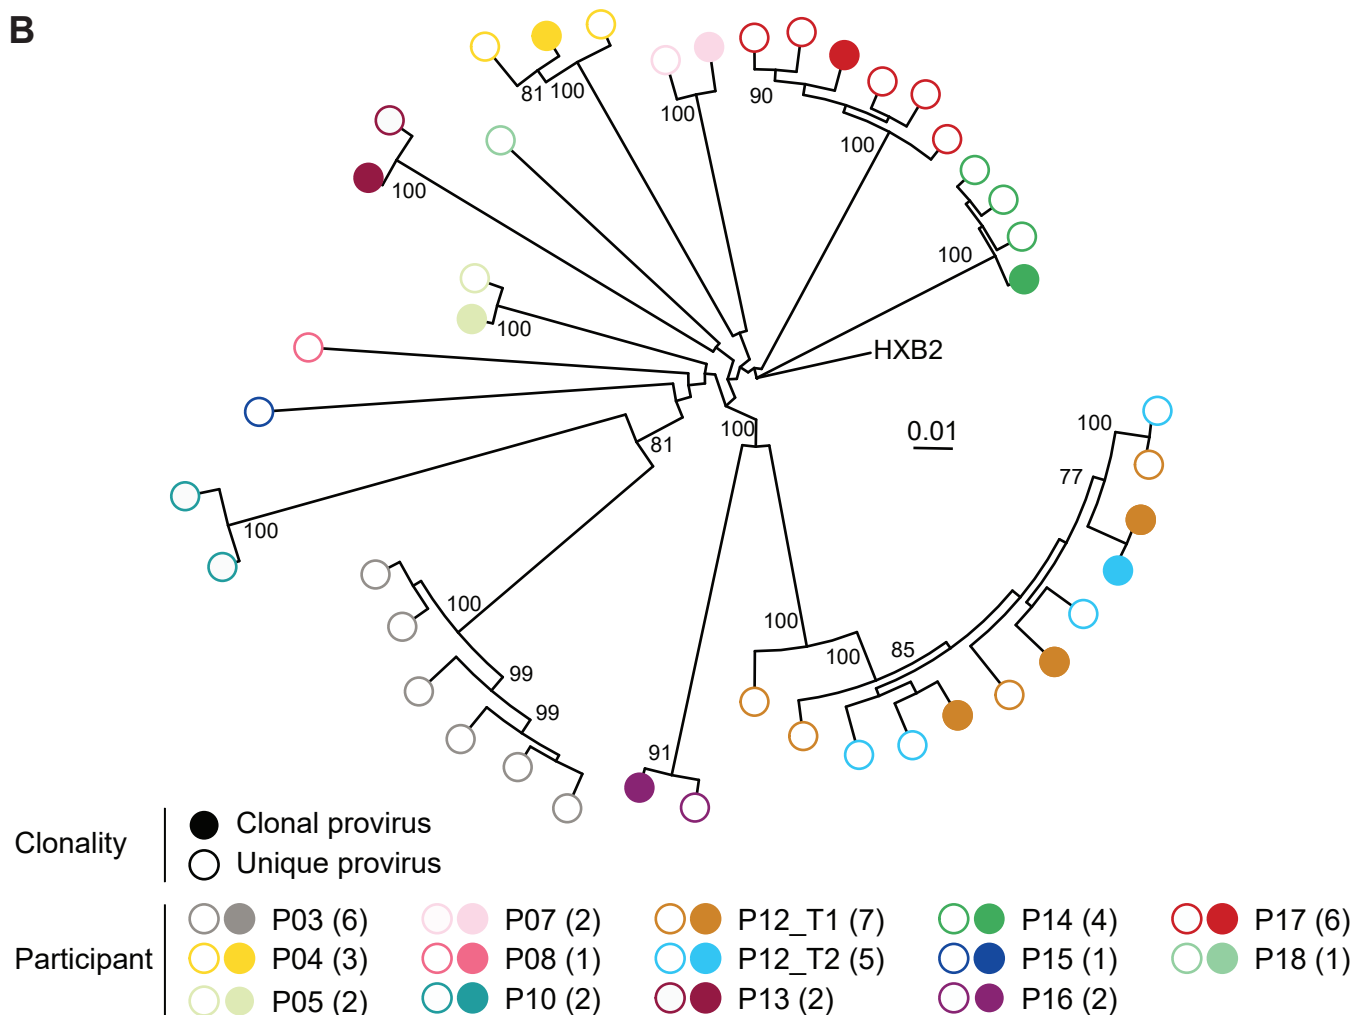 B
81 100
100
90
100
100
100
100
HXB2
100
0.01
100
81
77
100
100
100
99
99
100
100
85
91
Clonality
Clonal provirus
Unique provirus
Participant
P03 (6) P07 (2) P12_T1 (7) P14 (4) P17 (6)
P04 (3) P08 (1) P12_T2 (5) P15 (1) P18 (1)
P05 (2) P10 (2) P13 (2) P16 (2)